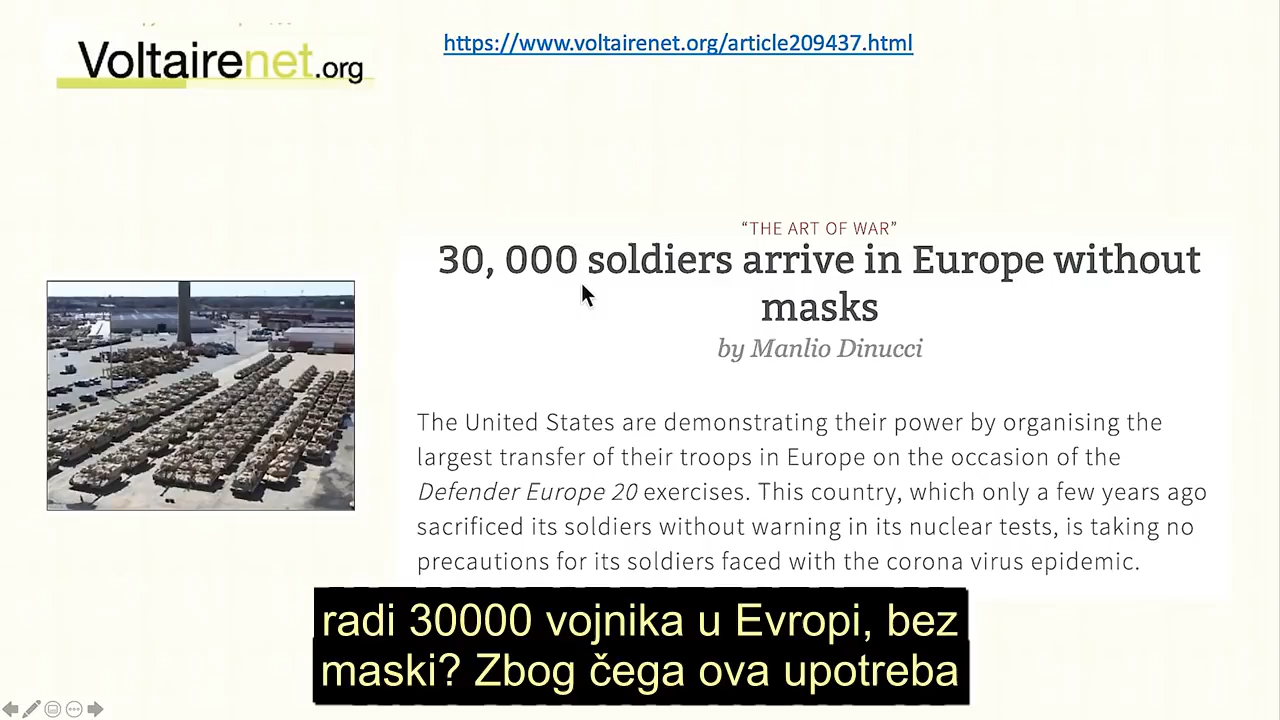 Voltairenet.org
https://www.voltairenet.org/article209437.html
“THE ART OF WAR”
30, 000 soldiers arrive in Europe without
masks
by Manlio Dinucci
The United States are demonstrating their power by organising the
largest transfer of their troops in Europe on the occasion of the
Defender Europe 20 exercises. This country, which only a few years ago
sacrificed its soldiers without warning in its nuclear tests, is taking no
precautions for its soldiers faced with the corona virus epidemic.
radi 30000 vojnika u Evropi, bez
maski? Zbog čega ova upotreba